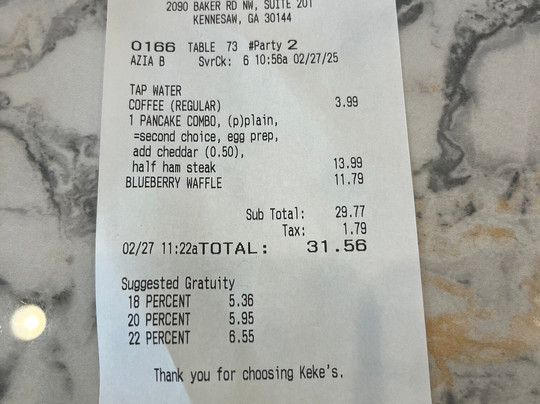 2090 BAKER RD NW, SUITE 201
KENNESAW, GA 30144
0166 TABLE 73 #Party 2
AZIA B SvrCk: 6 10:56a 02/27/25
TAP WATER
COFFEE (REGULAR) 3.99
1 PANCAKE COMBO, (p)plain,
=second choice, egg prep,
add cheddar (0.50),
half ham steak 13.99
BLUEBERRY WAFFLE 11.79
Sub Total: 29.77
Tax: 1.79
02/27 11:22aTOTAL: 31.56
Suggested Gratuity
18 PERCENT 5.36
20 PERCENT 5.95
22 PERCENT 6.55
Thank you for choosing Keke's.